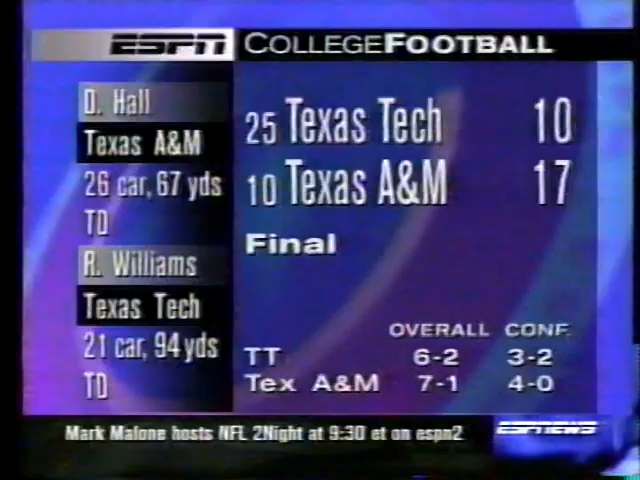 ESPN COLLEGEFOOTBALL
D. Hall
Texas A&M
26 car, 67 yds
TD
R. Williams
Texas Tech
21 car, 94 yds
TD
25 Texas Tech 10
10 Texas A&M 17
Final
OVERALL CONF.
TT 6-2 3-2
Tex A&M 7-1 4-0
Mark Malone hosts NFL 2Night at 9:30 et on espn2
ESPNEWS